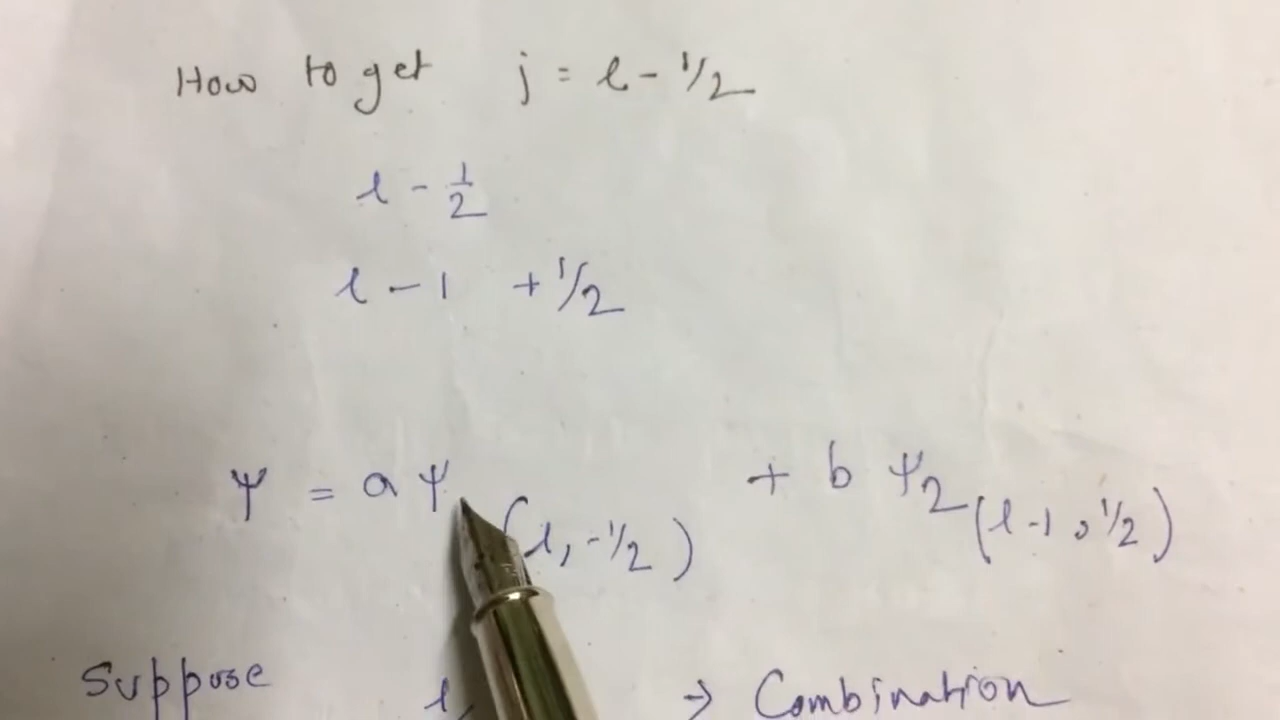 How to get j = l - 1/2
l - 1/2
l - 1 + 1/2
ψ = a ψ (l, -1/2) + b ψ2 (l-1, 1/2)
Suppose l → Combination